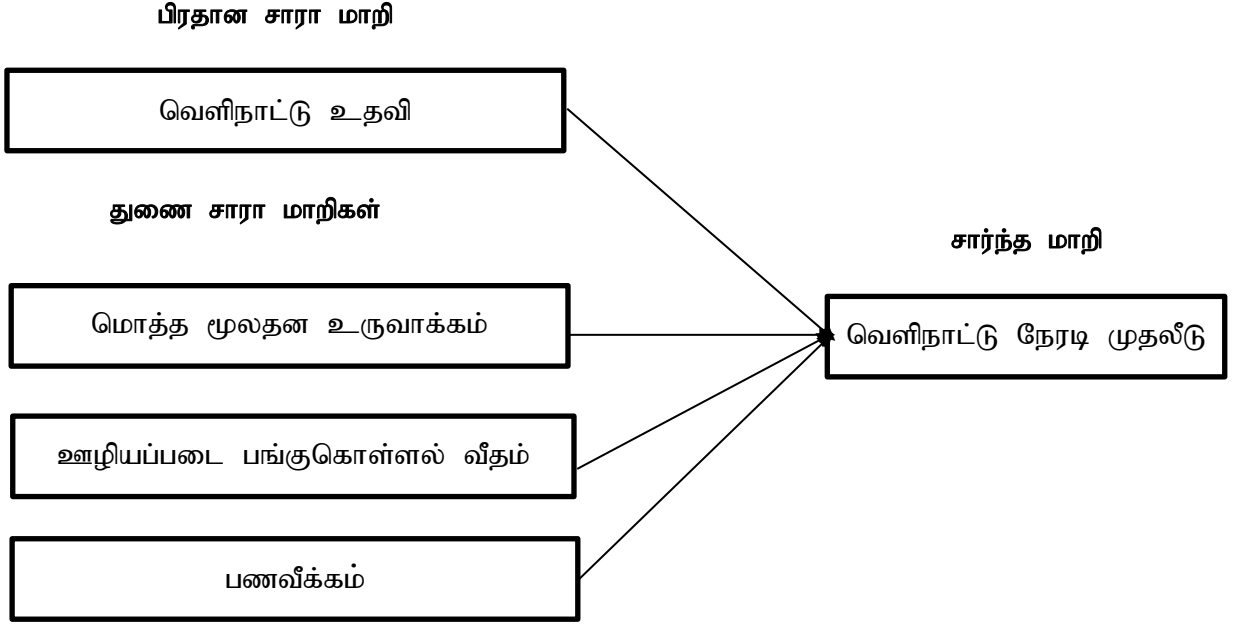 பிரதான சாரா மாறி
வெளிநாட்டு உதவி
துணை சாரா மாறிகள்
சார்ந்த மாறி
மொத்த மூலதன உருவாக்கம்
வெளிநாட்டு நேரடி முதலீடு
ஊழியப்படை பங்குகொள்ளல் வீதம்
பணவீக்கம்